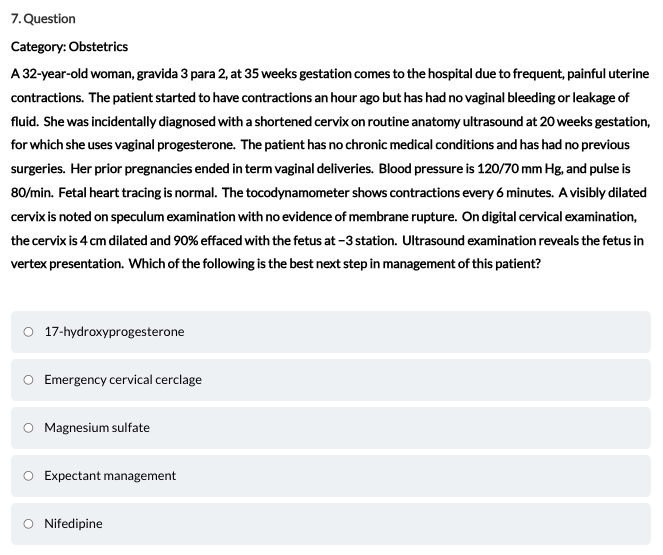 7. Question
Category: Obstetrics
A 32-year-old woman, gravida 3 para 2, at 35 weeks gestation comes to the hospital due to frequent, painful uterine
contractions. The patient started to have contractions an hour ago but has had no vaginal bleeding or leakage of
fluid. She was incidentally diagnosed with a shortened cervix on routine anatomy ultrasound at 20 weeks gestation,
for which she uses vaginal progesterone. The patient has no chronic medical conditions and has had no previous
surgeries. Her prior pregnancies ended in term vaginal deliveries. Blood pressure is 120/70 mm Hg, and pulse is
80/min. Fetal heart tracing is normal. The tocodynamometer shows contractions every 6 minutes. A visibly dilated
cervix is noted on speculum examination with no evidence of membrane rupture. On digital cervical examination,
the cervix is 4 cm dilated and 90% effaced with the fetus at −3 station. Ultrasound examination reveals the fetus in
vertex presentation. Which of the following is the best next step in management of this patient?
17-hydroxyprogesterone
Emergency cervical cerclage
Magnesium sulfate
Expectant management
Nifedipine